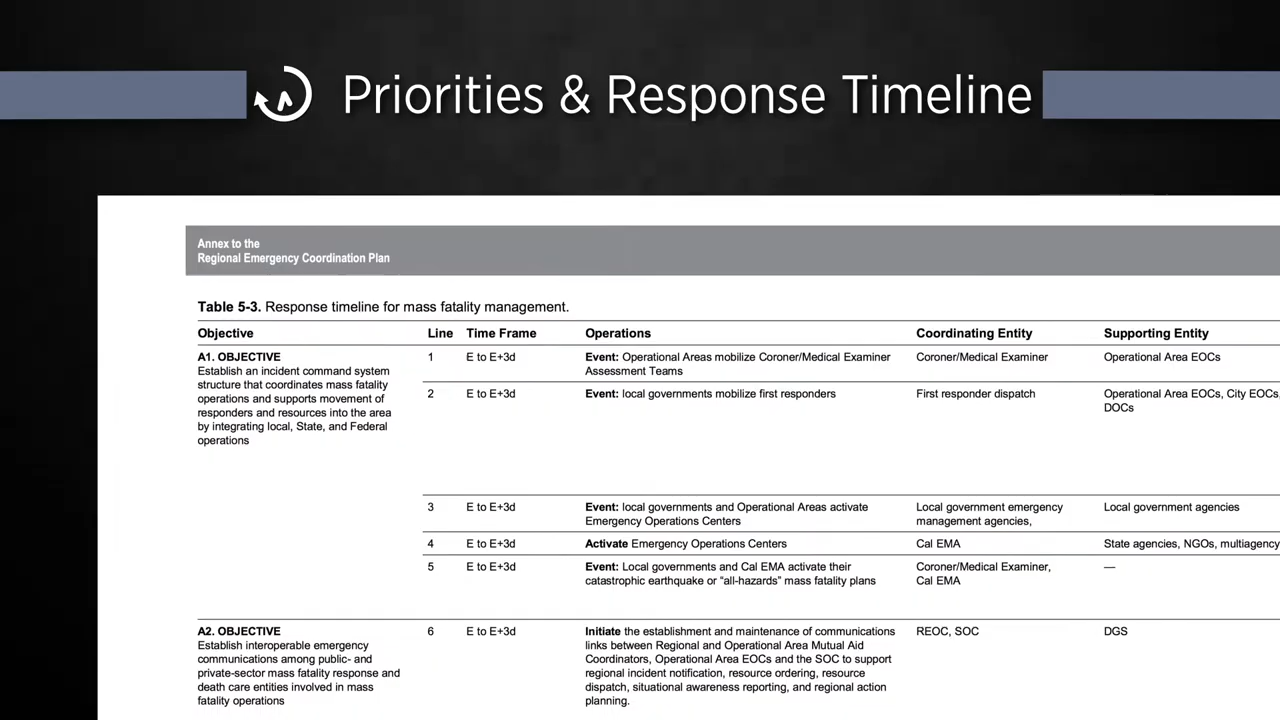 Priorities & Response Timeline
Annex to the
Regional Emergency Coordination Plan
Table 5-3. Response timeline for mass fatality management.
Objective Line Time Frame Operations Coordinating Entity Supporting Entity
A1. OBJECTIVE
Establish an incident command system
structure that coordinates mass fatality
operations and supports movement of
responders and resources into the area
by integrating local, State, and Federal
operations
1 E to E+3d Event: Operational Areas mobilize Coroner/Medical Examiner
Assessment Teams
Coroner/Medical Examiner Operational Area EOCs
2 E to E+3d Event: local governments mobilize first responders First responder dispatch Operational Area EOCs, City EOCs,
DOCs
3 E to E+3d Event: local governments and Operational Areas activate
Emergency Operations Centers
Local government emergency
management agencies,
Local government agencies
4 E to E+3d Activate Emergency Operations Centers Cal EMA State agencies, NGOs, multiagency
5 E to E+3d Event: Local governments and Cal EMA activate their
catastrophic earthquake or “all-hazards” mass fatality plans
Coroner/Medical Examiner,
Cal EMA
—
A2. OBJECTIVE
Establish interoperable emergency
communications among public- and
private-sector mass fatality response and
death care entities involved in mass
fatality operations
6 E to E+3d Initiate the establishment and maintenance of communications
links between Regional and Operational Area Mutual Aid
Coordinators, Operational Area EOCs and the SOC to support
regional incident notification, resource ordering, resource
dispatch, situational awareness reporting, and regional action
planning.
REOC, SOC DGS